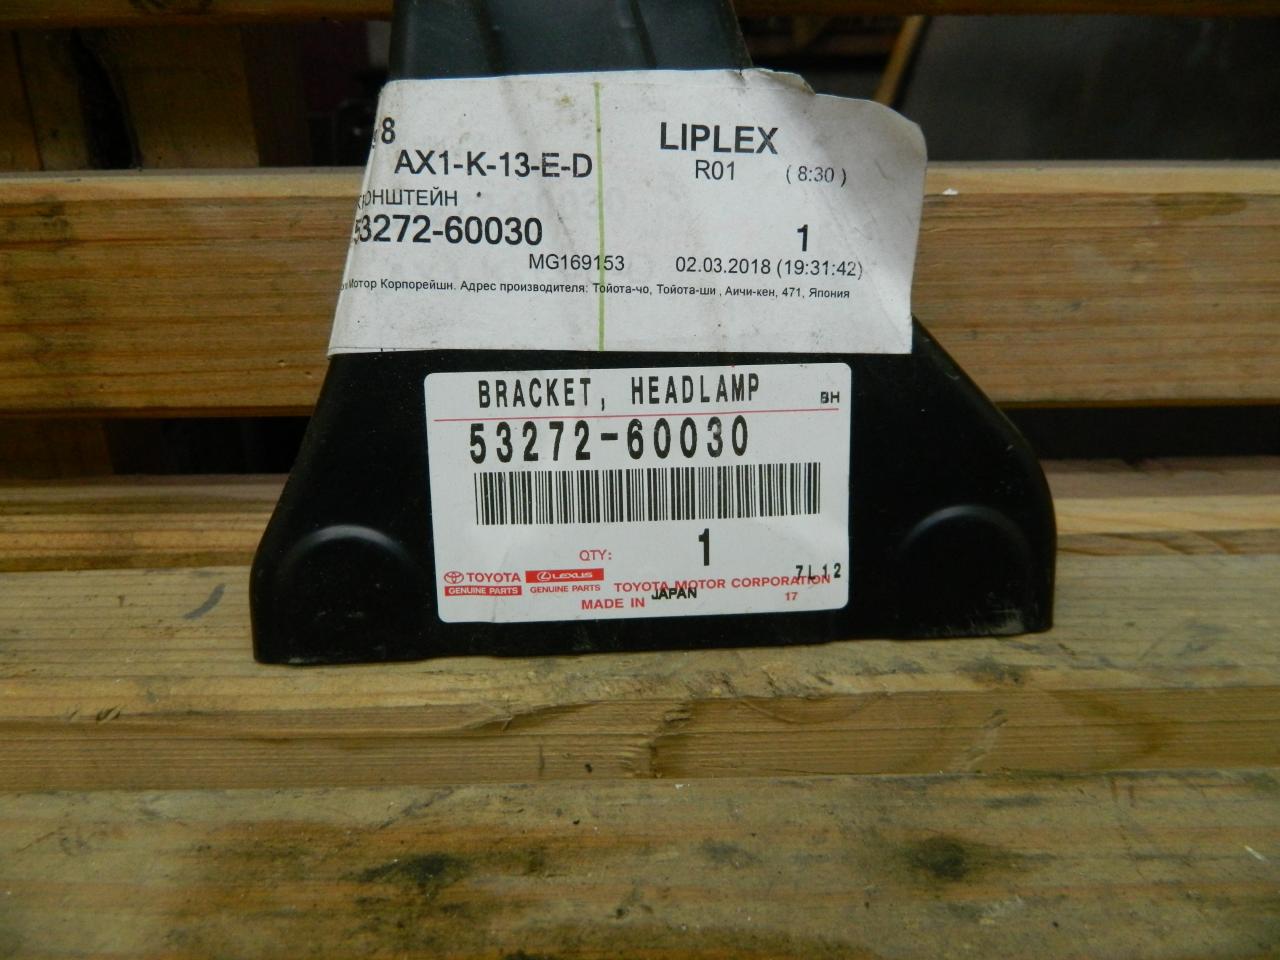 8
AX1-K-13-E-D
LIPLEX
R01 (8:30)
КРОНШТЕЙН
53272-60030
1
MG169153 02.03.2018 (19:31:42)
Мотор Корпорейшн. Адрес производителя: Тойота-чо, Тойота-ши , Аичи-кен, 471, Япония
BRACKET, HEADLAMP BH
53272-60030
QTY: 1
7L12
TOYOTA LEXUS TOYOTA MOTOR CORPORATION
GENUINE PARTS GENUINE PARTS
MADE IN JAPAN 17